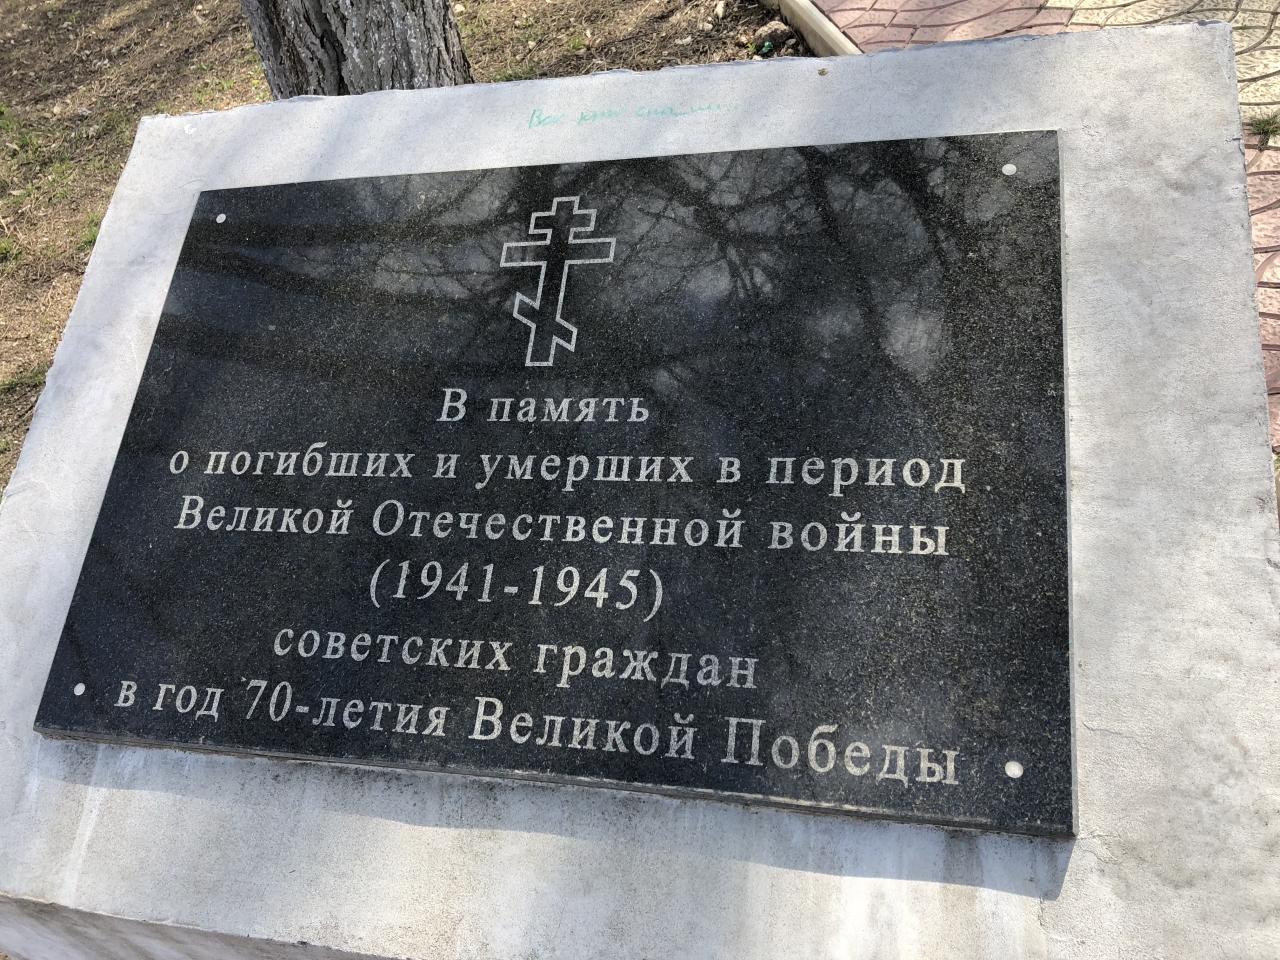 В память
о погибших и умерших в период
Великой Отечественной войны
(1941-1945)
советских граждан
в год 70-летия Великой Победы